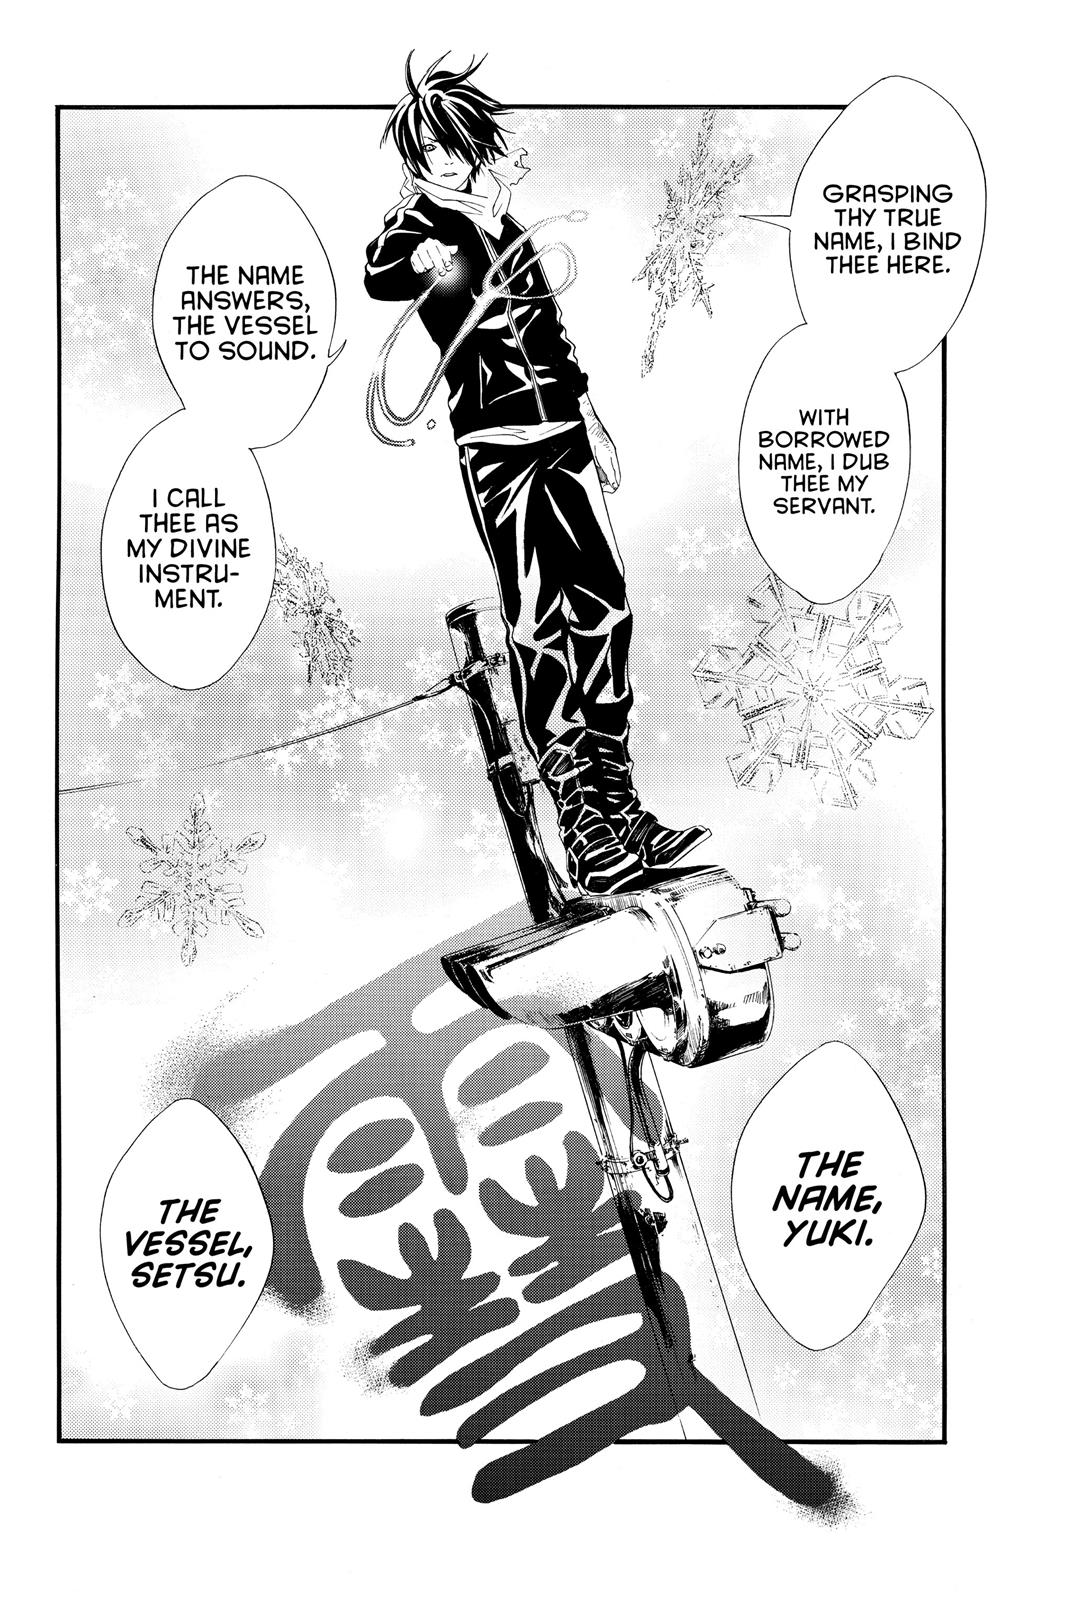 GRASPING
THY TRUE
NAME, I BIND
THEE HERE.
WITH
BORROWED
NAME, I DUB
THEE MY
SERVANT.
THE NAME
ANSWERS,
THE VESSEL
TO SOUND.
I CALL
THEE AS
MY DIVINE
INSTRU-
MENT.
THE
NAME,
YUKI.
THE
VESSEL,
SETSU.